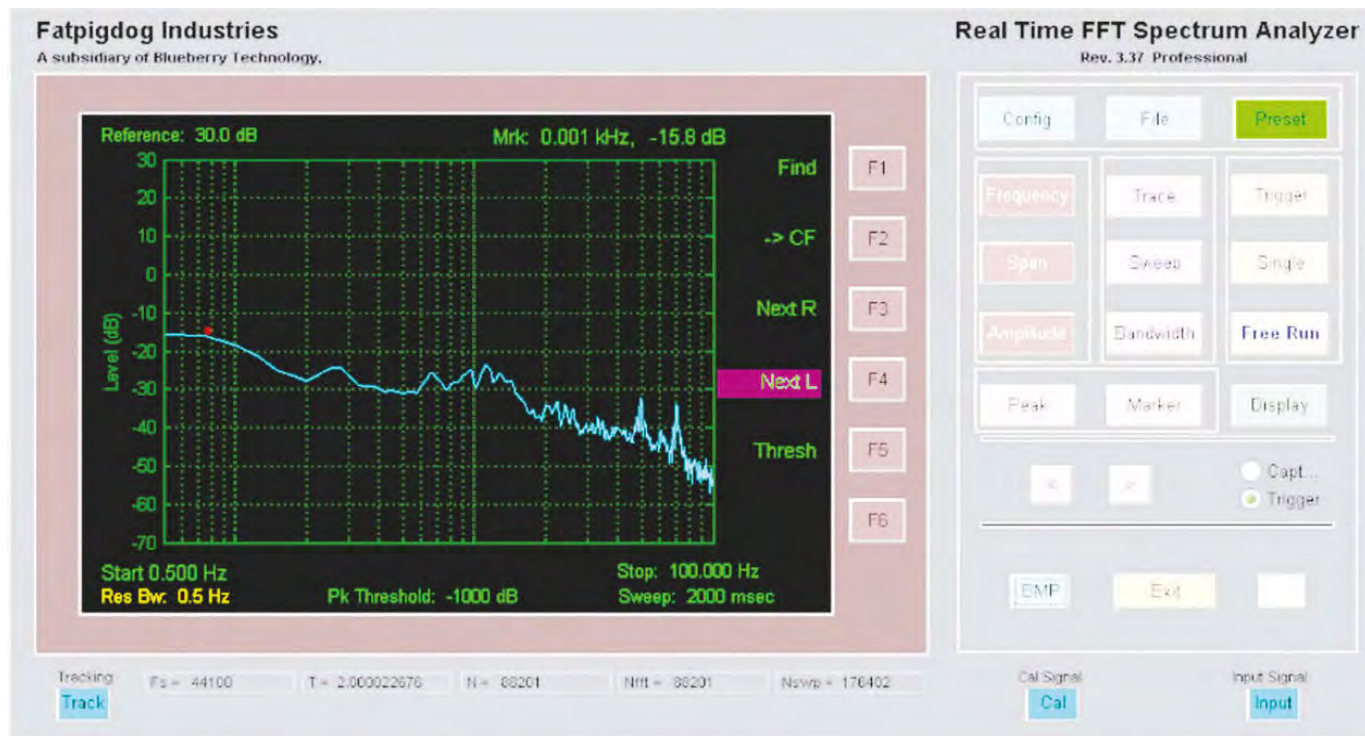 Fatpigdog Industries
A subsidiary of Blueberry Technology.
Real Time FFT Spectrum Analyzer
Rev. 3.37 Professional
Reference: 30.0 dB
Mrk: 0.001 kHz, -15.8 dB
30
20
10
0
-10
-20
-30
-40
-50
-60
-70
Level (dB)
Start 0.500 Hz
Stop: 100.000 Hz
Res Bw: 0.5 Hz
Pk Threshold: -1000 dB
Sweep: 2000 msec
Find
-> CF
Next R
Next L
Thresh
F1
F2
F3
F4
F5
F6
Config
File
Preset
Frequency
Trace
Trigger
Span
Sweep
Single
Amplitude
Bandwidth
Free Run
Peak
Marker
Display
<
>
Capt...
Trigger
BMP
Exit
Tracking
Track
Fs = 44100
T = 2.000022676
N = 88201
Nfft = 88201
Nswp = 176402
Cal Signal
Cal
Input Signal
Input